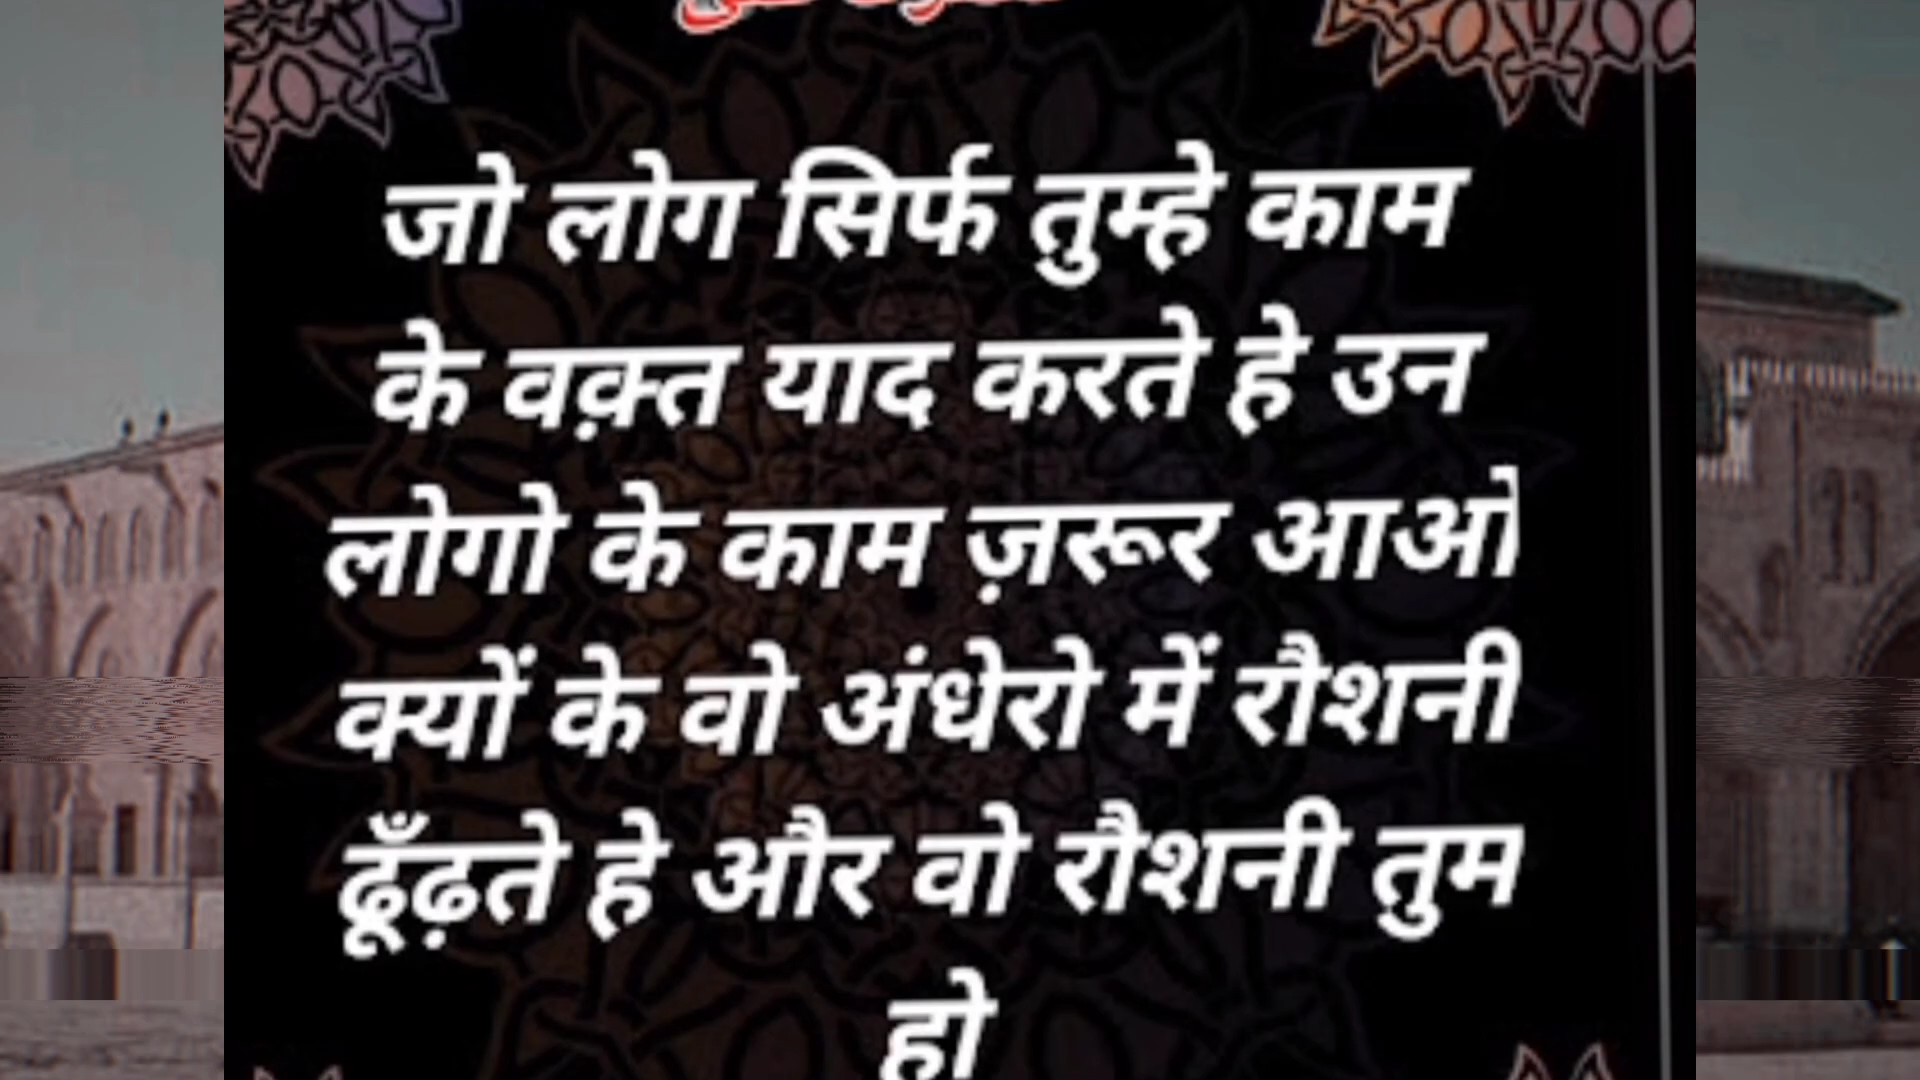 जो लोग सिर्फ तुम्हे काम
के वक़्त याद करते हे उन
लोगो के काम ज़रूर आओ
क्यों के वो अंधेरो में रौशनी
ढूँढ़ते हे और वो रौशनी तुम
हो